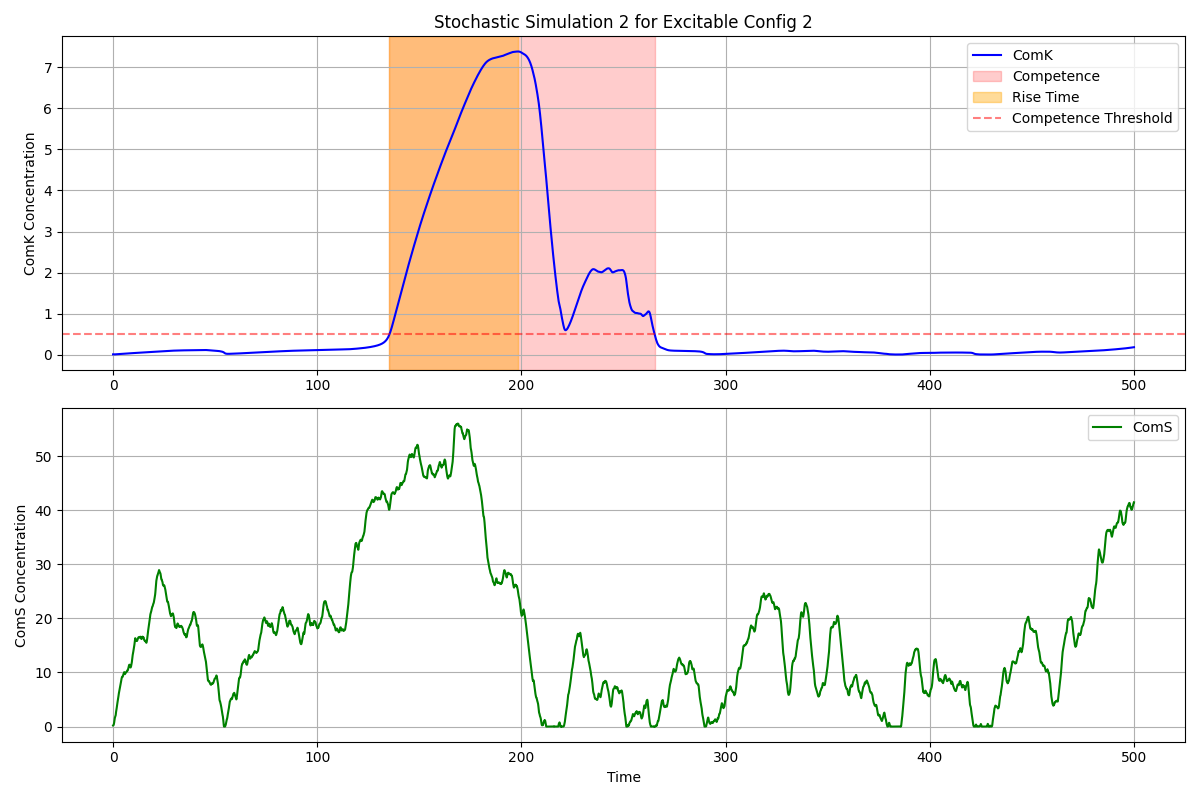 Stochastic Simulation 2 for Excitable Config 2
ComK Concentration
7
6
5
4
3
2
1
0
ComK
Competence
Rise Time
Competence Threshold
0 100 200 300 400 500
ComS Concentration
50
40
30
20
10
0
ComS
0 100 200 300 400 500
Time